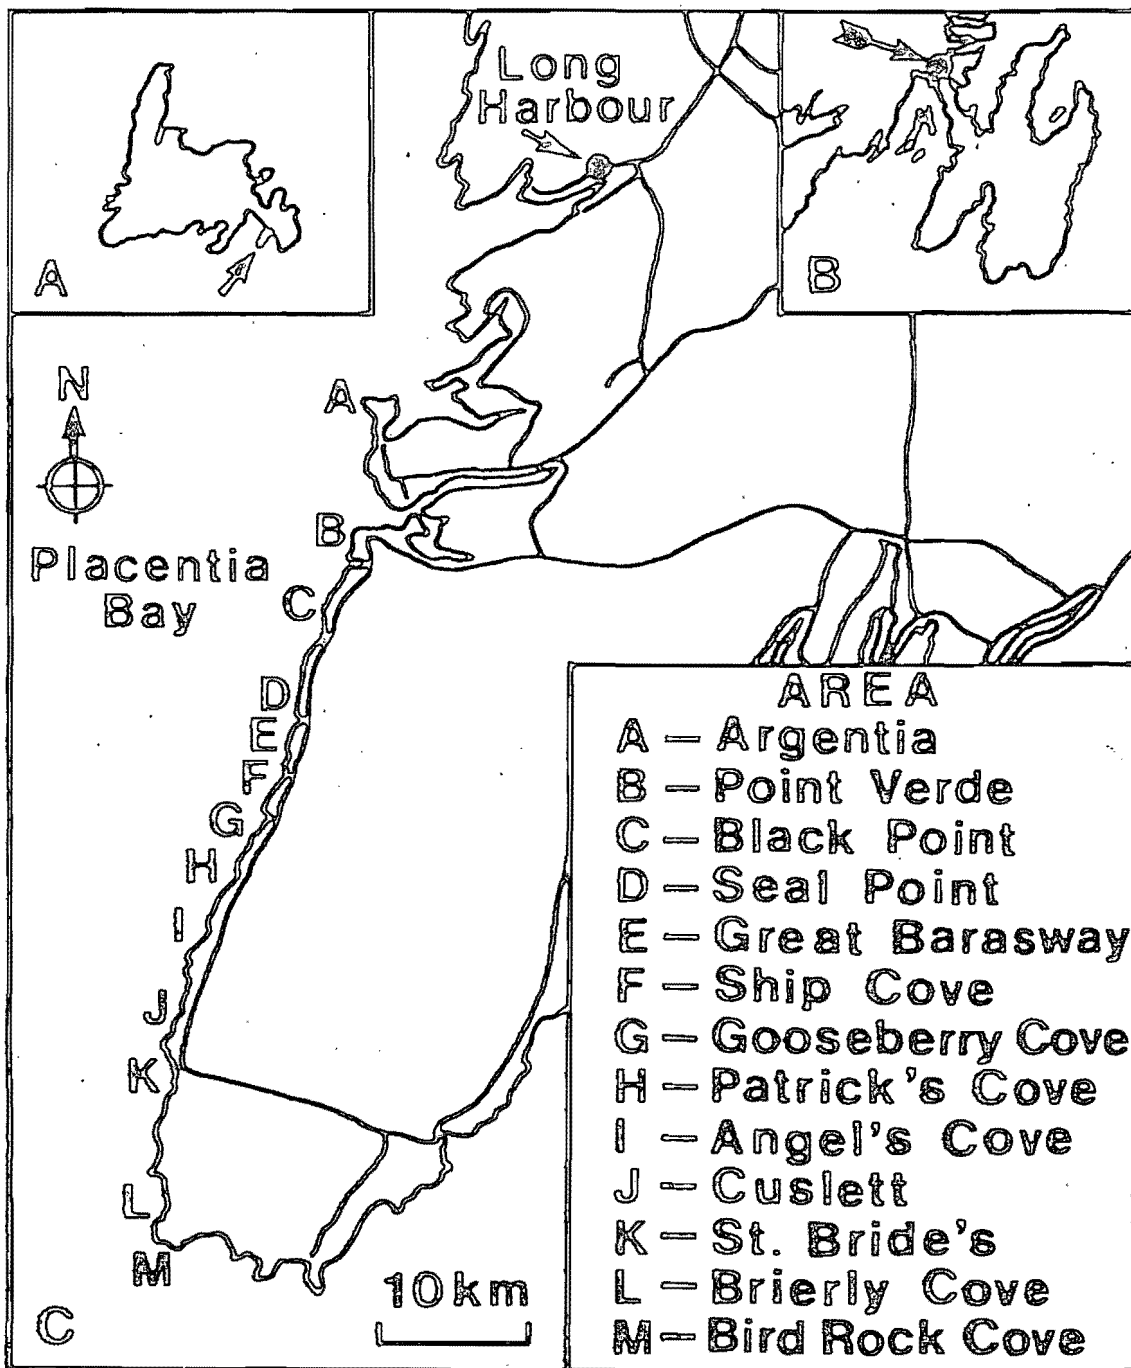 Long
Harbour
A
B
N
A
B
Placentia
Bay
C
D
E
F
G
H
I
J
K
L
M
C
10km
AREA
A – Argentia
B – Point Verde
C – Black Point
D – Seal Point
E – Great Barasway
F – Ship Cove
G – Gooseberry Cove
H – Patrick's Cove
I – Angel's Cove
J – Cuslett
K – St. Bride's
L – Brierly Cove
M – Bird Rock Cove